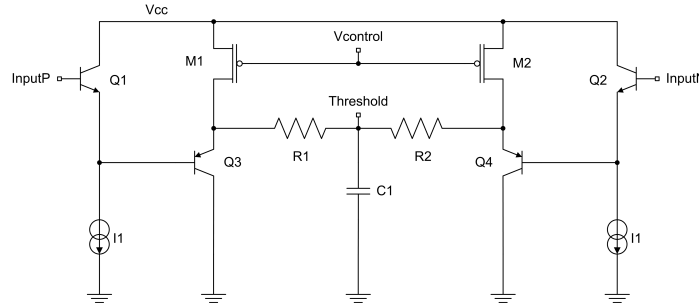 Vcc
Vcontrol
M1
M2
InputP
Q1
Q2
Threshold
R1
R2
Q3
Q4
C1
I1
I1